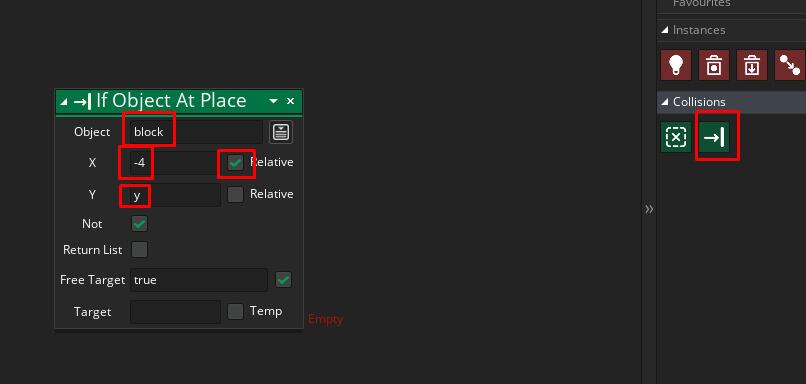 Favourites
Instances
If Object At Place
Object block
X -4 Relative
Y y Relative
Not
Return List
Free Target true
Target Temp
Empty
Collisions